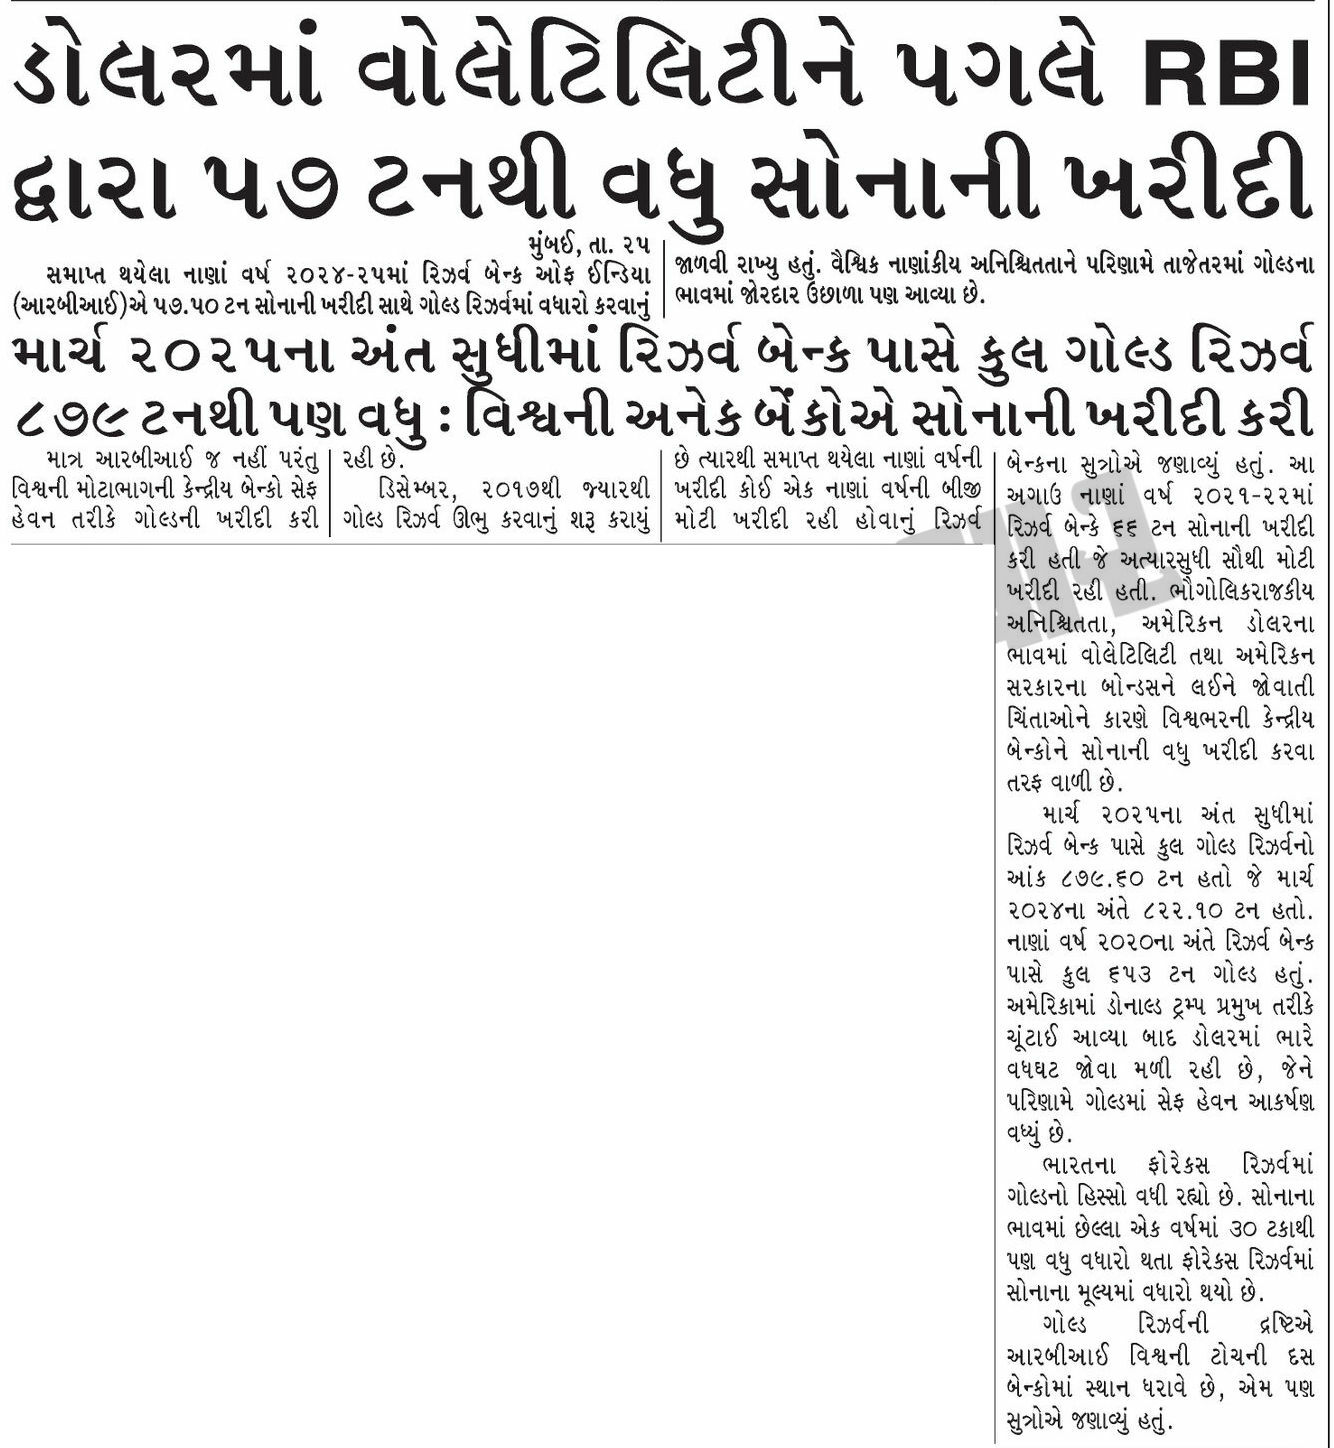 ડોલરમાં વોલેટિલિટીને પગલે RBI
દ્વારા ૫૭ ટનથી વધુ સોનાની ખરીદી
મુંબઈ, તા. ૨૫
સમાપ્ત થયેલા નાણાં વર્ષ ૨૦૨૪-૨૫માં રિઝર્વ બેન્ક ઓફ ઈન્ડિયા
(આરબીઆઈ)એ ૫૭.૫૦ ટન સોનાની ખરીદી સાથે ગોલ્ડ રિઝર્વમાં વધારો કરવાનું
જાળવી રાખ્યુ હતું. વૈશ્વિક નાણાંકીય અનિશ્ચિતતાને પરિણામે તાજેતરમાં ગોલ્ડના
ભાવમાં જોરદાર ઉછાળા પણ આવ્યા છે.
માર્ચ ૨૦૨૫ના અંત સુધીમાં રિઝર્વ બેન્ક પાસે કુલ ગોલ્ડ રિઝર્વ
૮૭૯ ટનથી પણ વધુ : વિશ્વની અનેક બેંકોએ સોનાની ખરીદી કરી
માત્ર આરબીઆઈ જ નહીં પરંતુ
વિશ્વની મોટાભાગની કેન્દ્રીય બેન્કો સેફ
હેવન તરીકે ગોલ્ડની ખરીદી કરી
રહી છે.
ડિસેમ્બર, ૨૦૧૭થી જ્યારથી
ગોલ્ડ રિઝર્વ ઊભુ કરવાનું શરૂ કરાયું
છે ત્યારથી સમાપ્ત થયેલા નાણાં વર્ષની
ખરીદી કોઈ એક નાણાં વર્ષની બીજી
મોટી ખરીદી રહી હોવાનું રિઝર્વ
બેન્કના સુત્રોએ જણાવ્યું હતું. આ
અગાઉ નાણાં વર્ષ ૨૦૨૧-૨૨માં
રિઝર્વ બેન્કે ૬૬ ટન સોનાની ખરીદી
કરી હતી જે અત્યારસુધી સૌથી મોટી
ખરીદી રહી હતી. ભૌગોલિકરાજકીય
અનિશ્ચિતતા, અમેરિકન ડોલરના
ભાવમાં વોલેટિલિટી તથા અમેરિકન
સરકારના બોન્ડસને લઈને જોવાતી
ચિંતાઓને કારણે વિશ્વભરની કેન્દ્રીય
બેન્કોને સોનાની વધુ ખરીદી કરવા
તરફ વાળી છે.
માર્ચ ૨૦૨૫ના અંત સુધીમાં
રિઝર્વ બેન્ક પાસે કુલ ગોલ્ડ રિઝર્વનો
આંક ૮૭૯.૬૦ ટન હતો જે માર્ચ
૨૦૨૪ના અંતે ૮૨૨.૧૦ ટન હતો.
નાણાં વર્ષ ૨૦૨૦ના અંતે રિઝર્વ બેન્ક
પાસે કુલ ૬૫૩ ટન ગોલ્ડ હતું.
અમેરિકામાં ડોનાલ્ડ ટ્રમ્પ પ્રમુખ તરીકે
ચૂંટાઈ આવ્યા બાદ ડોલરમાં ભારે
વધઘટ જોવા મળી રહી છે, જેને
પરિણામે ગોલ્ડમાં સેફ હેવન આકર્ષણ
વધ્યું છે.
ભારતના ફોરેક્સ રિઝર્વમાં
ગોલ્ડનો હિસ્સો વધી રહ્યો છે. સોનાના
ભાવમાં છેલ્લા એક વર્ષમાં ૩૦ ટકાથી
પણ વધુ વધારો થતા ફોરેક્સ રિઝર્વમાં
સોનાના મૂલ્યમાં વધારો થયો છે.
ગોલ્ડ રિઝર્વની દ્રષ્ટિએ
આરબીઆઈ વિશ્વની ટોચની દસ
બેન્કોમાં સ્થાન ધરાવે છે, એમ પણ
સુત્રોએ જણાવ્યું હતું.